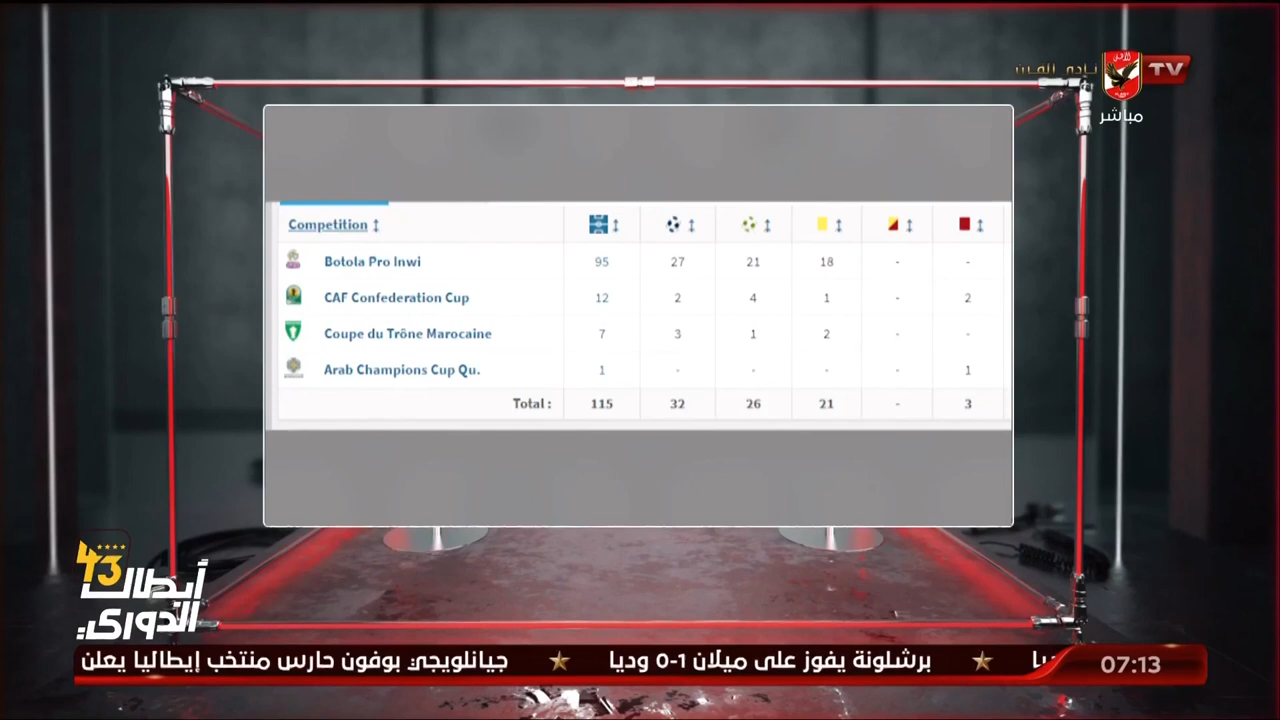 نادي القرن
TV
مباشر
Competition
Botola Pro Inwi 95 27 21 18 - -
CAF Confederation Cup 12 2 4 1 - 2
Coupe du Trône Marocaine 7 3 1 2 - -
Arab Champions Cup Qu. 1 - - - - 1
Total : 115 32 26 21 - 3
43
أبطال
الدوري
برشلونة يفوز على ميلان 1-0 وديا ★ جيانلويجي بوفون حارس منتخب إيطاليا يعلن
07:13